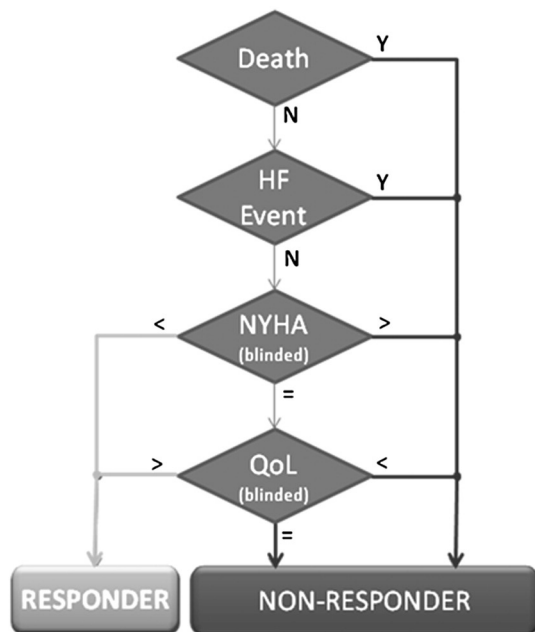 Death
Y
N
HF
Event
Y
N
<
NYHA
(blinded)
>
=
>
QoL
(blinded)
<
=
RESPONDER
NON-RESPONDER